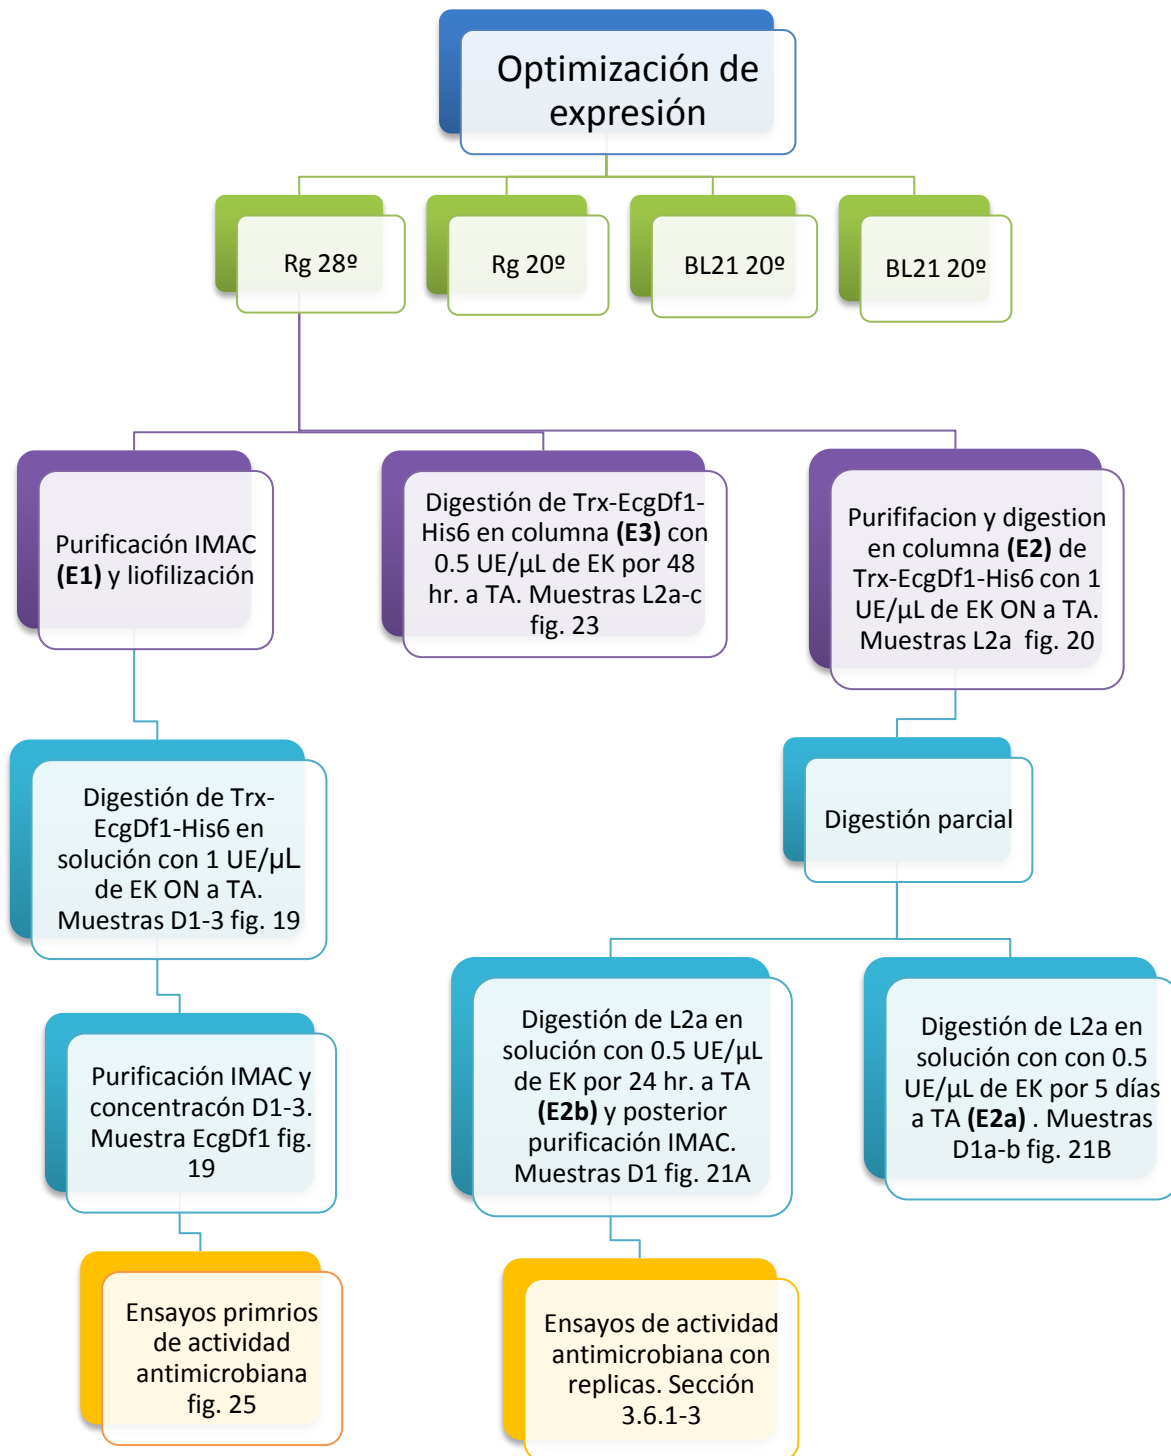 Optimización de
expresión
Rg 28º
Rg 20º
BL21 20º
BL21 20º
Purificación IMAC
(E1) y liofilización
Digestión de Trx-EcgDf1-
His6 en columna (E3) con
0.5 UE/µL de EK por 48
hr. a TA. Muestras L2a-c
fig. 23
Purififacion y digestion
en columna (E2) de
Trx-EcgDf1-His6 con 1
UE/µL de EK ON a TA.
Muestras L2a fig. 20
Digestión de Trx-
EcgDf1-His6 en
solución con 1 UE/µL
de EK ON a TA.
Muestras D1-3 fig. 19
Digestión parcial
Purificación IMAC y
concentracón D1-3.
Muestra EcgDf1 fig.
19
Digestión de L2a en
solución con 0.5 UE/µL
de EK por 24 hr. a TA
(E2b) y posterior
purificación IMAC.
Muestras D1 fig. 21A
Digestión de L2a en
solución con con 0.5
UE/µL de EK por 5 días
a TA (E2a) . Muestras
D1a-b fig. 21B
Ensayos primrios
de actividad
antimicrobiana
fig. 25
Ensayos de actividad
antimicrobiana con
replicas. Sección
3.6.1-3